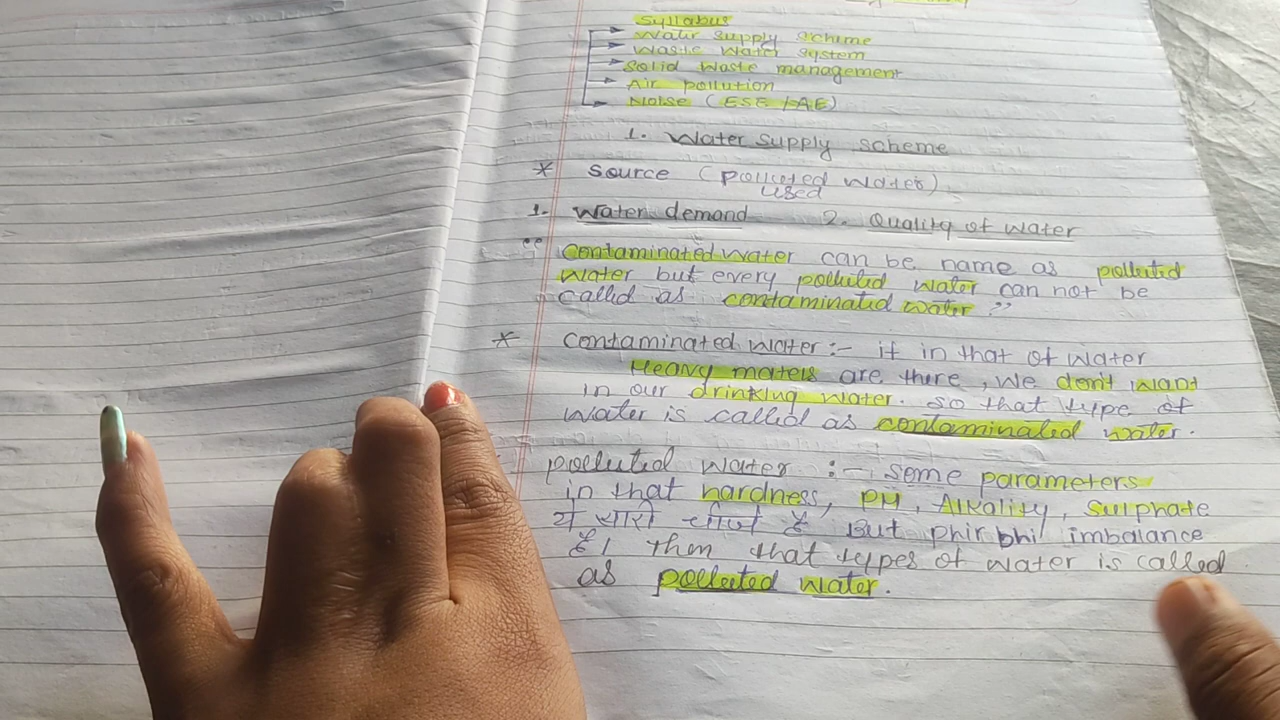 Syllabus
Water supply scheme
Waste water system
Solid waste management
Air pollution
Noise (ESE / AE)
1. Water supply scheme
* Source (polluted water)
used
1. Water demand 2. Quality of water
"Contaminated water can be name as polluted
water but every polluted water can not be
called as contaminated water"
* Contaminated water :- if in that of water
Heavy maters are there, we don't want
in our drinking water. so that type of
water is called as contaminated water.
polluted water :- some parameters
in that hardness, PH, Alkality, Sulphate
ये सारी चीजे है But phir bhi imbalance
है। then that types of water is called
as polluted water.